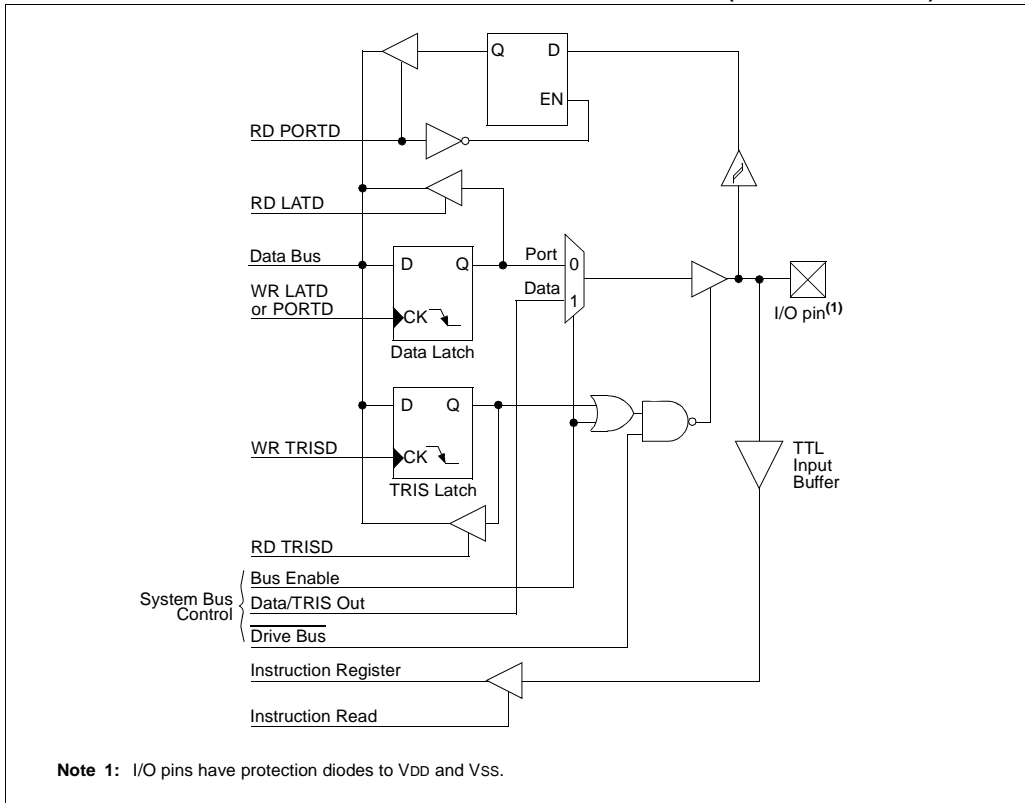 Q D
EN
RD PORTD
RD LATD
Data Bus
D Q
Port
0
Data
1
WR LATD
or PORTD
CK
Data Latch
I/O pin(1)
D Q
WR TRISD
CK
TRIS Latch
TTL
Input
Buffer
RD TRISD
System Bus
Control
Bus Enable
Data/TRIS Out
Drive Bus
Instruction Register
Instruction Read
Note 1: I/O pins have protection diodes to VDD and VSS.